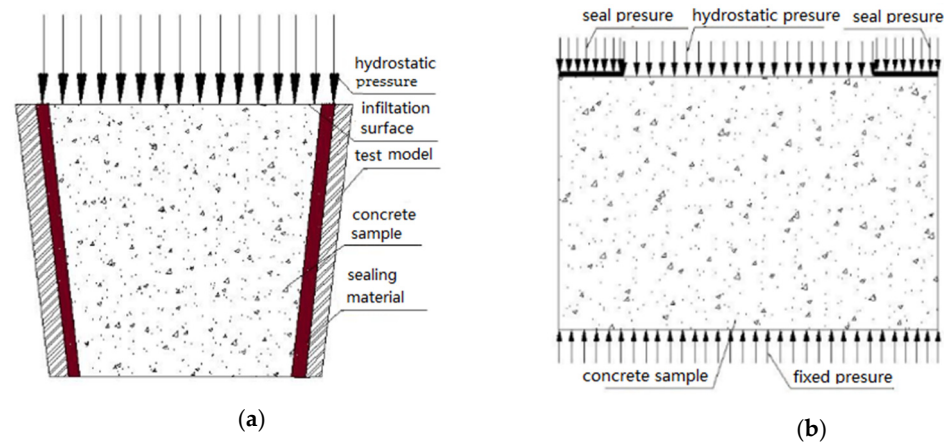 hydrostatic
pressure
infiltation
surface
test model
concrete
sample
sealing
material
(a)
seal presure
hydrostatic presure
seal presure
concrete sample
fixed presure
(b)